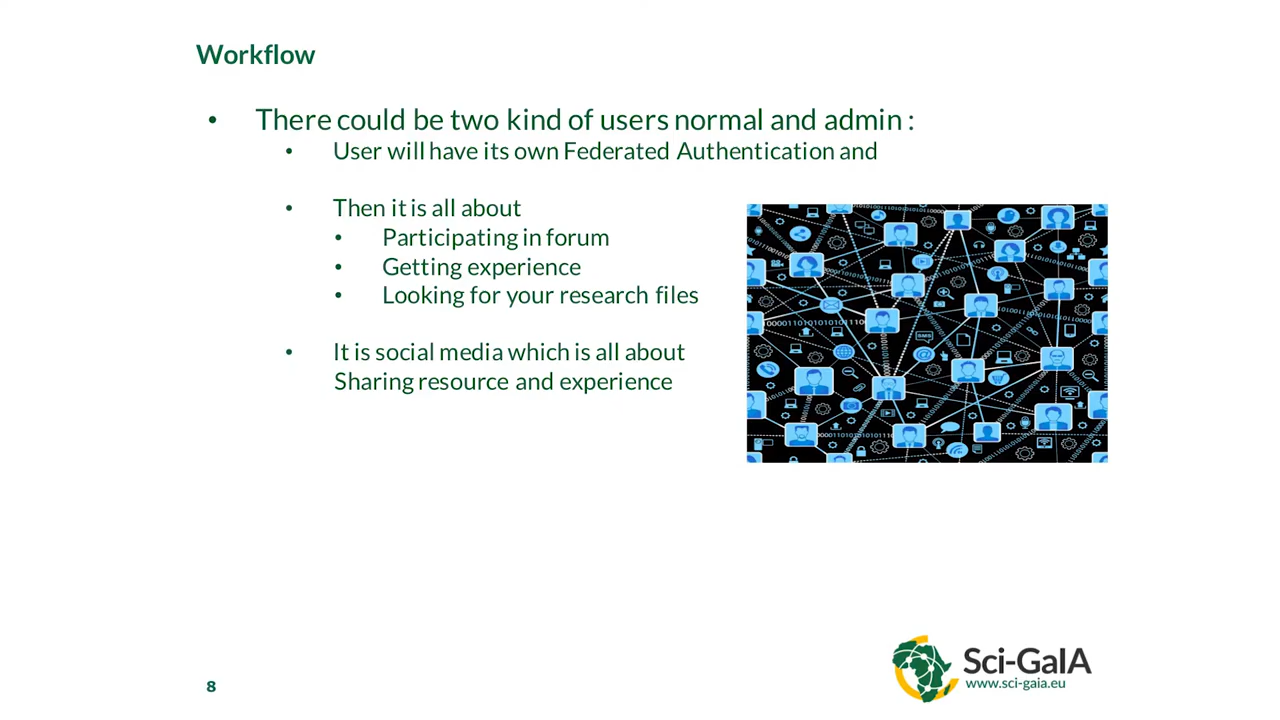 Workflow
• There could be two kind of users normal and admin :
• User will have its own Federated Authentication and
• Then it is all about
• Participating in forum
• Getting experience
• Looking for your research files
• It is social media which is all about
Sharing resource and experience
8
Sci-GaIA
www.sci-gaia.eu